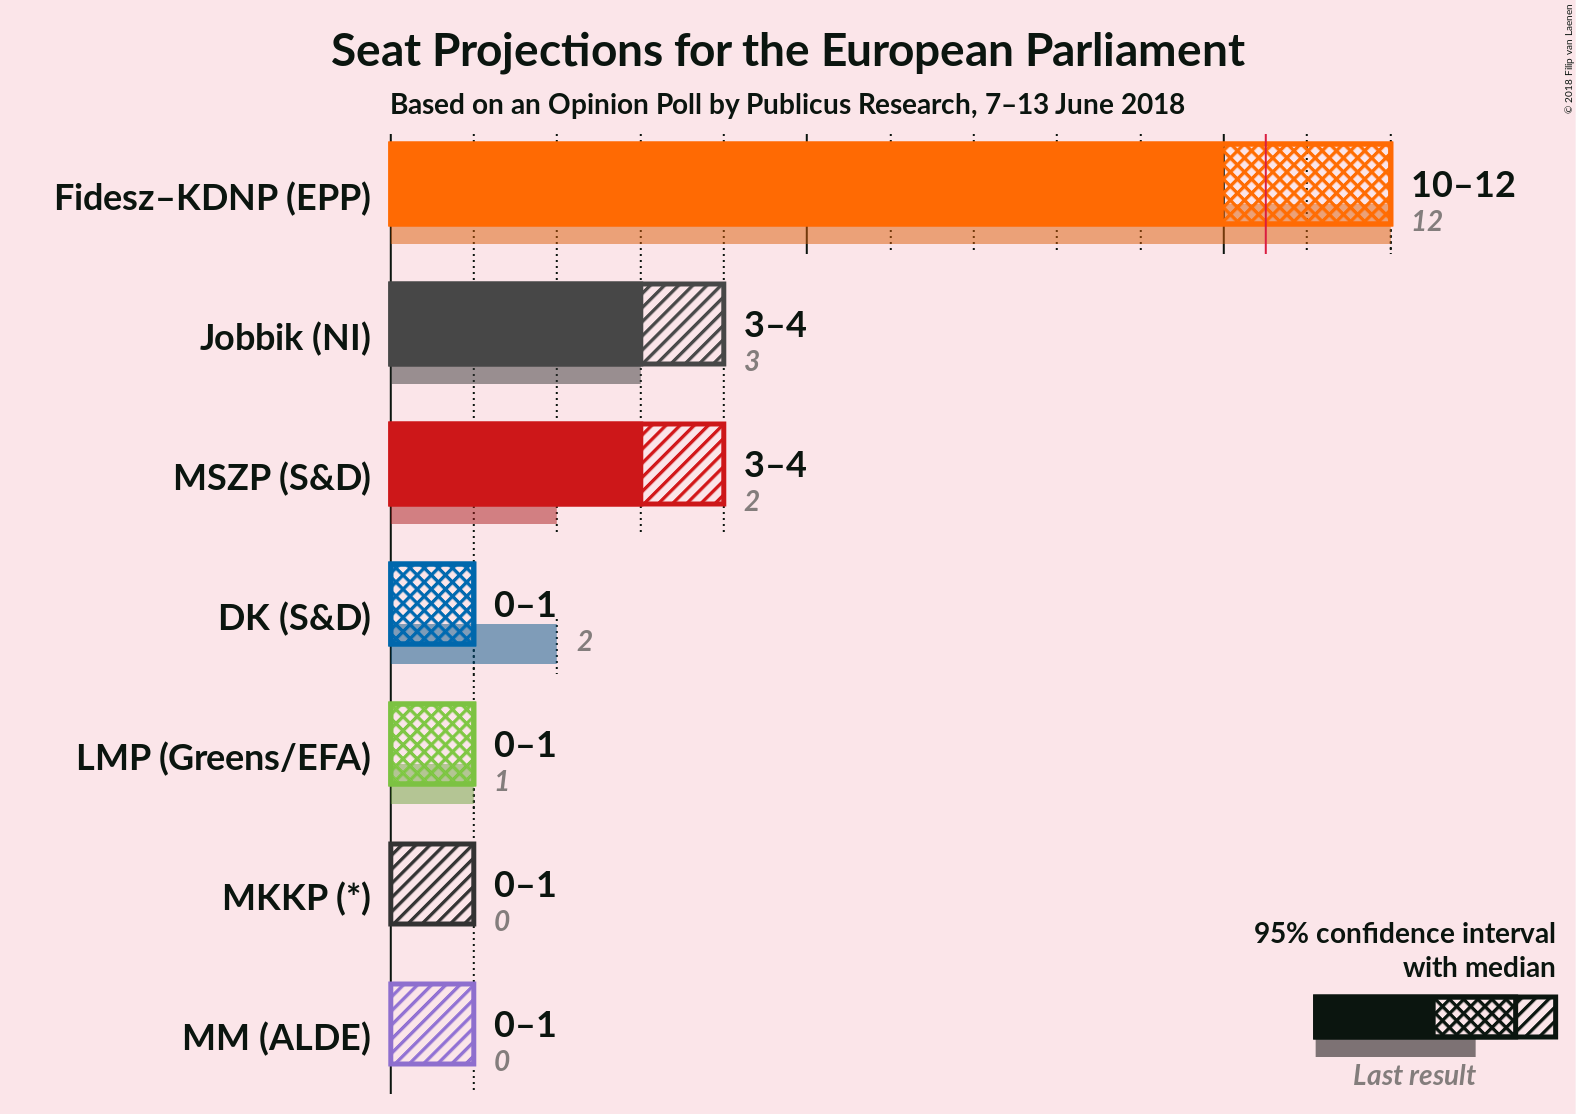 Seat Projections for the European Parliament
Based on an Opinion Poll by Publicus Research, 7–13 June 2018
© 2018 Filip van Laenen
Fidesz–KDNP (EPP)
10–12
12
Jobbik (NI)
3–4
3
MSZP (S&D)
3–4
2
DK (S&D)
0–1
2
LMP (Greens/EFA)
0–1
1
MKKP (*)
0–1
0
MM (ALDE)
0–1
0
95% confidence interval
with median
Last result